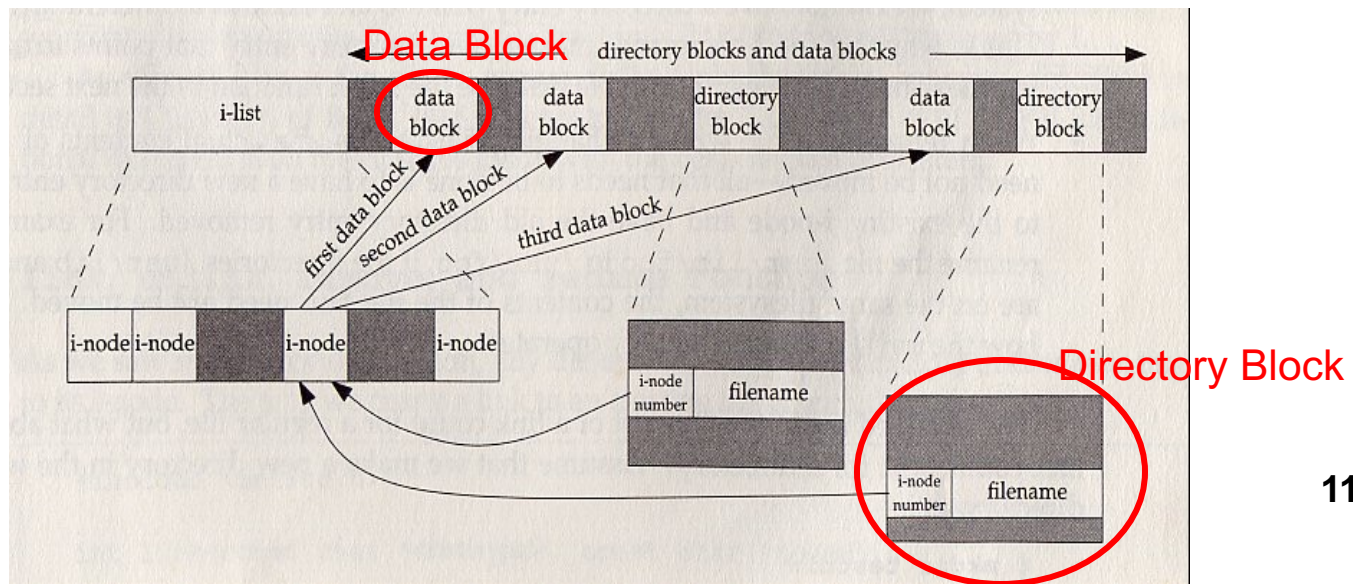 Data Block
directory blocks and data blocks
i-list
data
block
data
block
directory
block
data
block
directory
block
first data block
second data block
third data block
i-node
i-node
i-node
i-node
i-node
number
filename
Directory Block
i-node
number
filename
11